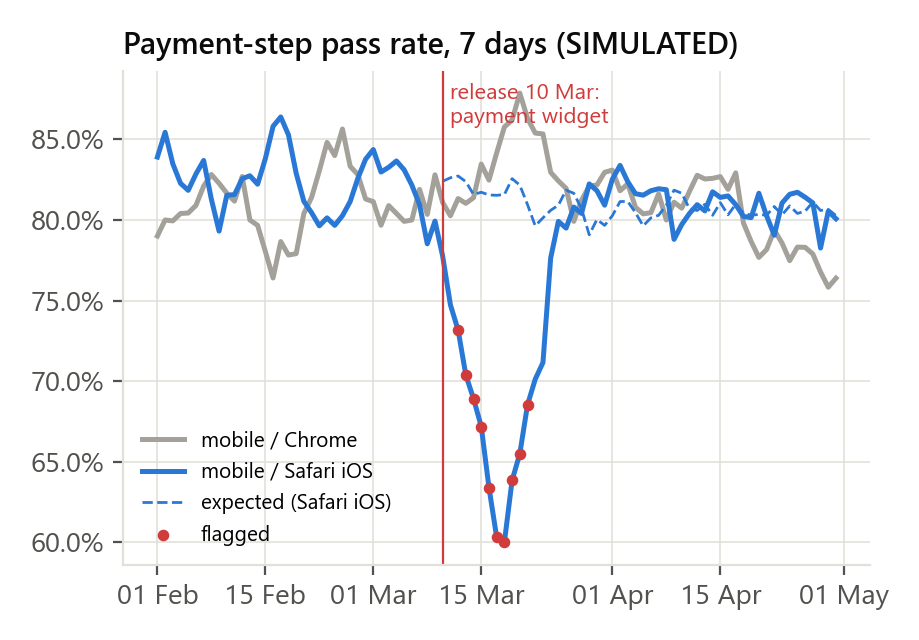 Payment-step pass rate, 7 days (SIMULATED)
release 10 Mar:
payment widget
85.0%
80.0%
75.0%
70.0%
65.0%
60.0%
mobile / Chrome
mobile / Safari iOS
expected (Safari iOS)
flagged
01 Feb 15 Feb 01 Mar 15 Mar 01 Apr 15 Apr 01 May